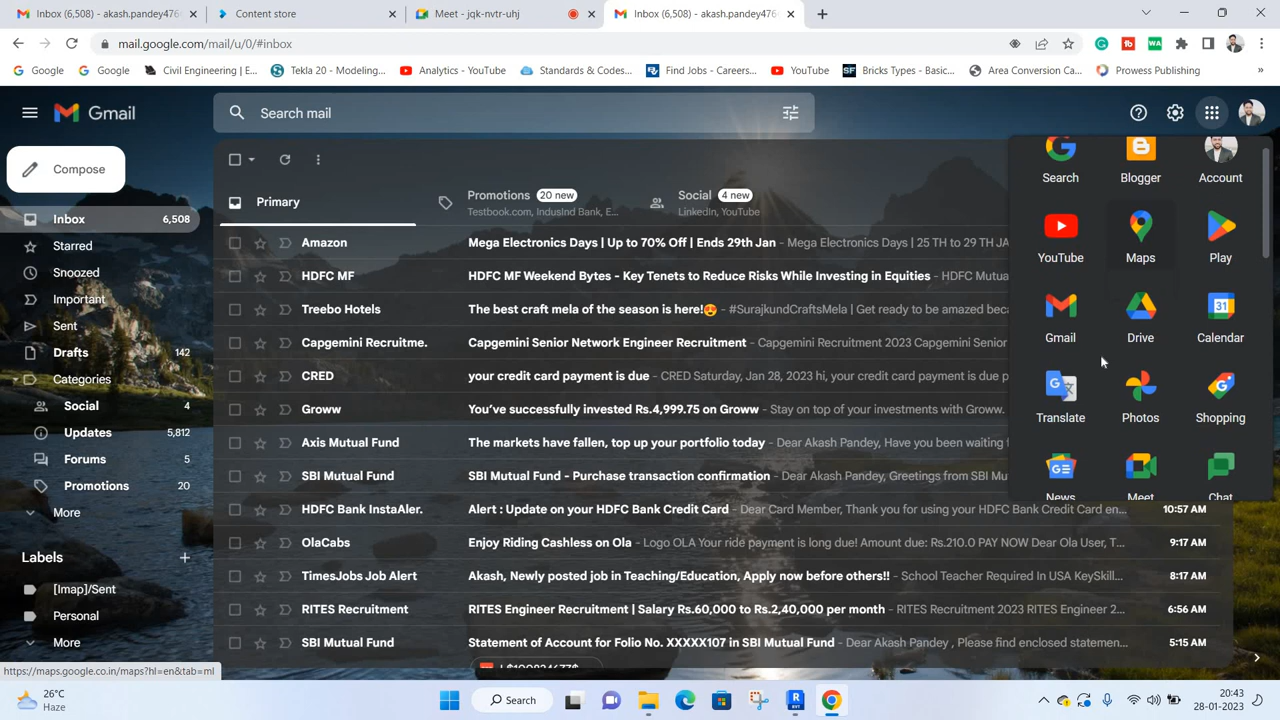 Inbox (6,508) - akash.pandey476
Content store
Meet - jqk-nvtr-uhj
Inbox (6,508) - akash.pandey476
mail.google.com/mail/u/0/#inbox
Google
Google
Civil Engineering | E...
Tekla 20 - Modeling...
Analytics - YouTube
Standards & Codes...
Find Jobs - Careers...
YouTube
Bricks Types - Basic...
Area Conversion Ca...
Prowess Publishing
Gmail
Search mail
Compose
Inbox 6,508
Starred
Snoozed
Important
Sent
Drafts 142
Categories
Social 4
Updates 5,812
Forums 5
Promotions 20
More
Labels
[Imap]/Sent
Personal
More
Primary
Promotions 20 new
Testbook.com, IndusInd Bank, E...
Social 4 new
LinkedIn, YouTube
Amazon Mega Electronics Days | Up to 70% Off | Ends 29th Jan - Mega Electronics Days | 25 TH to 29 TH JAN
HDFC MF HDFC MF Weekend Bytes - Key Tenets to Reduce Risks While Investing in Equities - HDFC Mutua
Treebo Hotels The best craft mela of the season is here!😍 - #SurajkundCraftsMela | Get ready to be amazed beca
Capgemini Recruitme. Capgemini Senior Network Engineer Recruitment - Capgemini Recruitment 2023 Capgemini Senior
CRED your credit card payment is due - CRED Saturday, Jan 28, 2023 hi, your credit card payment is due
Groww You've successfully invested Rs.4,999.75 on Groww - Stay on top of your investments with Groww.
Axis Mutual Fund The markets have fallen, top up your portfolio today - Dear Akash Pandey, Have you been waiting
SBI Mutual Fund SBI Mutual Fund - Purchase transaction confirmation - Dear Akash Pandey, Greetings from SBI
HDFC Bank InstaAler. Alert : Update on your HDFC Bank Credit Card - Dear Card Member, Thank you for using your HDFC Bank Credit Card en... 10:57 AM
OlaCabs Enjoy Riding Cashless on Ola - Logo OLA Your ride payment is long due! Amount due: Rs.210.0 PAY NOW Dear Ola User, T... 9:17 AM
TimesJobs Job Alert Akash, Newly posted job in Teaching/Education, Apply now before others!! - School Teacher Required In USA KeySkill... 8:17 AM
RITES Recruitment RITES Engineer Recruitment | Salary Rs.60,000 to Rs.2,40,000 per month - RITES Recruitment 2023 RITES Engineer 2... 6:56 AM
SBI Mutual Fund Statement of Account for Folio No. XXXXX107 in SBI Mutual Fund - Dear Akash Pandey , Please find enclosed statemen... 5:15 AM
Search Blogger Account
YouTube Maps Play
Gmail Drive Calendar
Translate Photos Shopping
News Meet Chat
https://maps.google.co.in/maps?hl=en&tab=ml
26°C
Haze
Search
20:43
28-01-2023